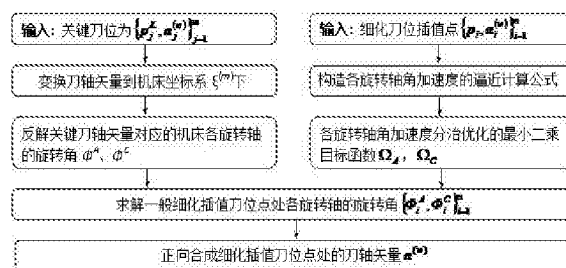 输入：关键刀位为 {p_j^L, a_j^(w)}_{j=1}^m
输入：细化刀位插值点 {p_i, a_i^(w)}_{i=1}^n
变换刀轴矢量到机床坐标系 ξ^(m)下
构造各旋转轴角加速度的逼近计算公式
反解关键刀轴矢量对应的机床各旋转轴
的旋转角 ϕ^A、ϕ^C
各旋转轴角加速度分治优化的最小二乘
目标函数 Ω_A，Ω_C
求解一般细化插值刀位点处各旋转轴的旋转角 {Φ_i^A, Φ_i^C}_{i=1}^n
正向合成细化插值刀位点处的刀轴矢量 a^(w)